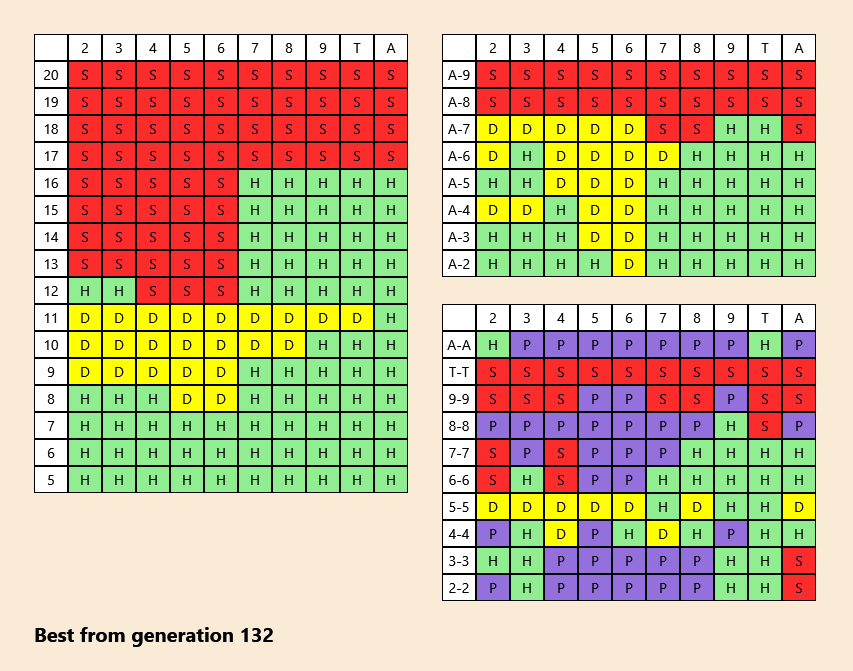 2 3 4 5 6 7 8 9 T A
20 S S S S S S S S S S
19 S S S S S S S S S S
18 S S S S S S S S S S
17 S S S S S S S S S S
16 S S S S S H H H H H
15 S S S S S H H H H H
14 S S S S S H H H H H
13 S S S S S H H H H H
12 H H S S S H H H H H
11 D D D D D D D D D H
10 D D D D D D D H H H
9 D D D D D H H H H H
8 H H H D D H H H H H
7 H H H H H H H H H H
6 H H H H H H H H H H
5 H H H H H H H H H H
2 3 4 5 6 7 8 9 T A
A-9 S S S S S S S S S S
A-8 S S S S S S S S S S
A-7 D D D D D S S H H S
A-6 D H D D D D H H H H
A-5 H H D D D H H H H H
A-4 D D H D D H H H H H
A-3 H H H D D H H H H H
A-2 H H H H D H H H H H
2 3 4 5 6 7 8 9 T A
A-A H P P P P P P P H P
T-T S S S S S S S S S S
9-9 S S S P P S S P S S
8-8 P P P P P P P H S P
7-7 S P S P P P H H H H
6-6 S H S P P H H H H H
5-5 D D D D D H D H H D
4-4 P H D P H D H P H H
3-3 H H P P P P P H H S
2-2 P H P P P P P H H S
Best from generation 132